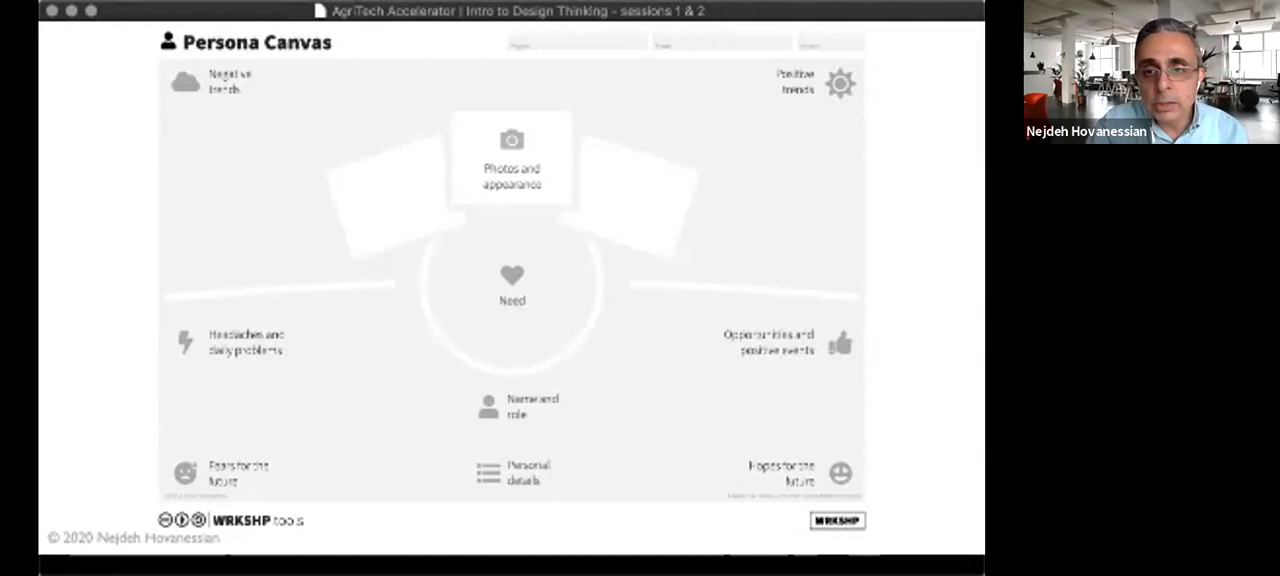 AgriTech Accelerator | Intro to Design Thinking – sessions 1 & 2
Persona Canvas
Negative
trends
Positive
trends
Photos and
appearance
Need
Headaches and
daily problems
Opportunities and
positive events
Name and
role
Fears for the
future
Personal
details
Hopes for the
future
WRKSHP tools
WRKSHP
© 2020 Nejdeh Hovanessian
Nejdeh Hovanessian